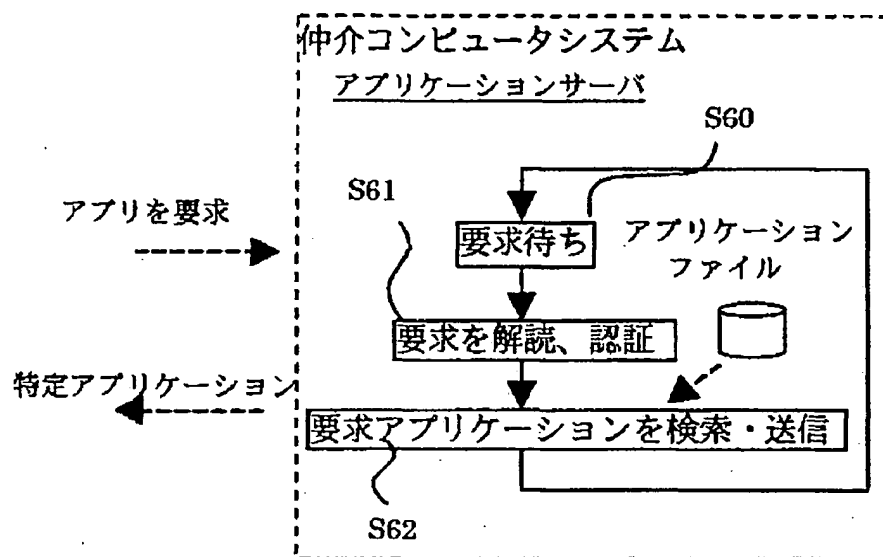 仲介コンピュータシステム
アプリケーションサーバ
S60
S61
アプリを要求
要求待ち
アプリケーション
ファイル
要求を解読、認証
特定アプリケーション
要求アプリケーションを検索・送信
S62